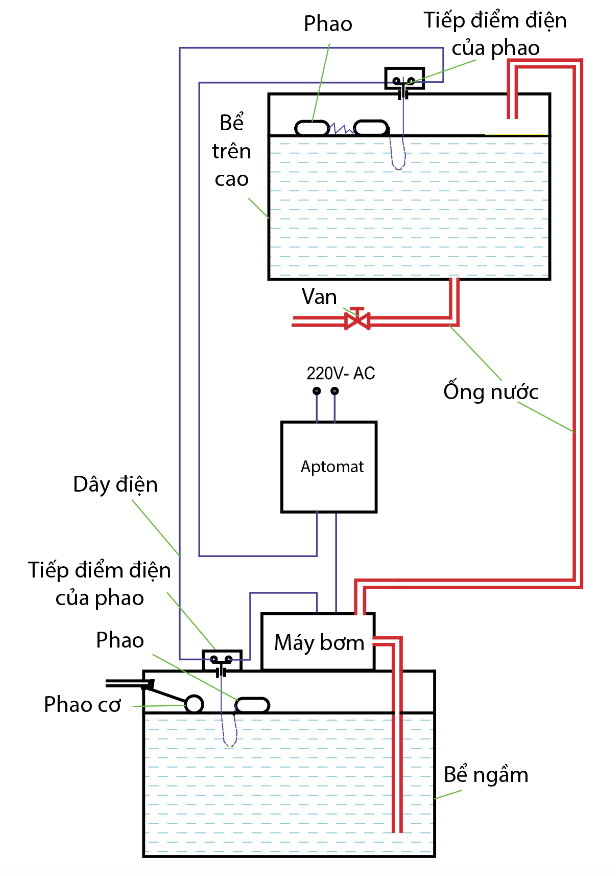 Phao
Tiếp điểm điện
của phao
Bể
trên
cao
Van
220V- AC
Ống nước
Aptomat
Dây điện
Tiếp điểm điện
của phao
Phao
Máy bơm
Phao cơ
Bể ngầm